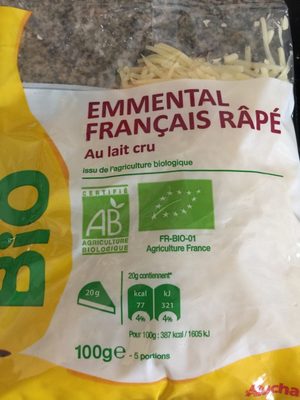 EMMENTAL
FRANÇAIS RÂPÉ
Au lait cru
issu de l'agriculture biologique
BIO
CERTIFIÉ
AB
AGRICULTURE
BIOLOGIQUE
FR-BIO-01
Agriculture France
20g contiennent*
20g
kcal
77
4%
kJ
321
4%
Pour 100g : 387 kcal / 1605 kJ
100g℮ - 5 portions
Aucha